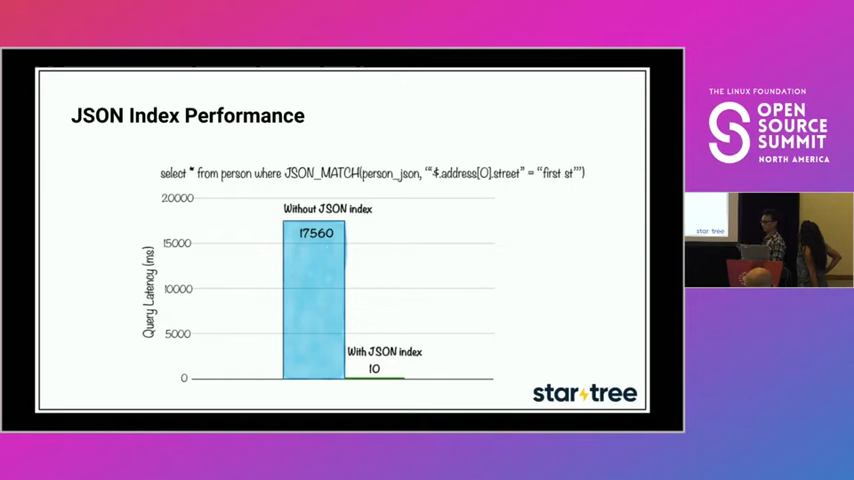 JSON Index Performance
select * from person where JSON_MATCH(person_json, '"$.address[0].street" = "first st"')
20000
Without JSON index
17560
15000
Query Latency (ms)
10000
5000
With JSON index
10
0
star tree
THE LINUX FOUNDATION
OPEN
SOURCE
SUMMIT
NORTH AMERICA
star tree